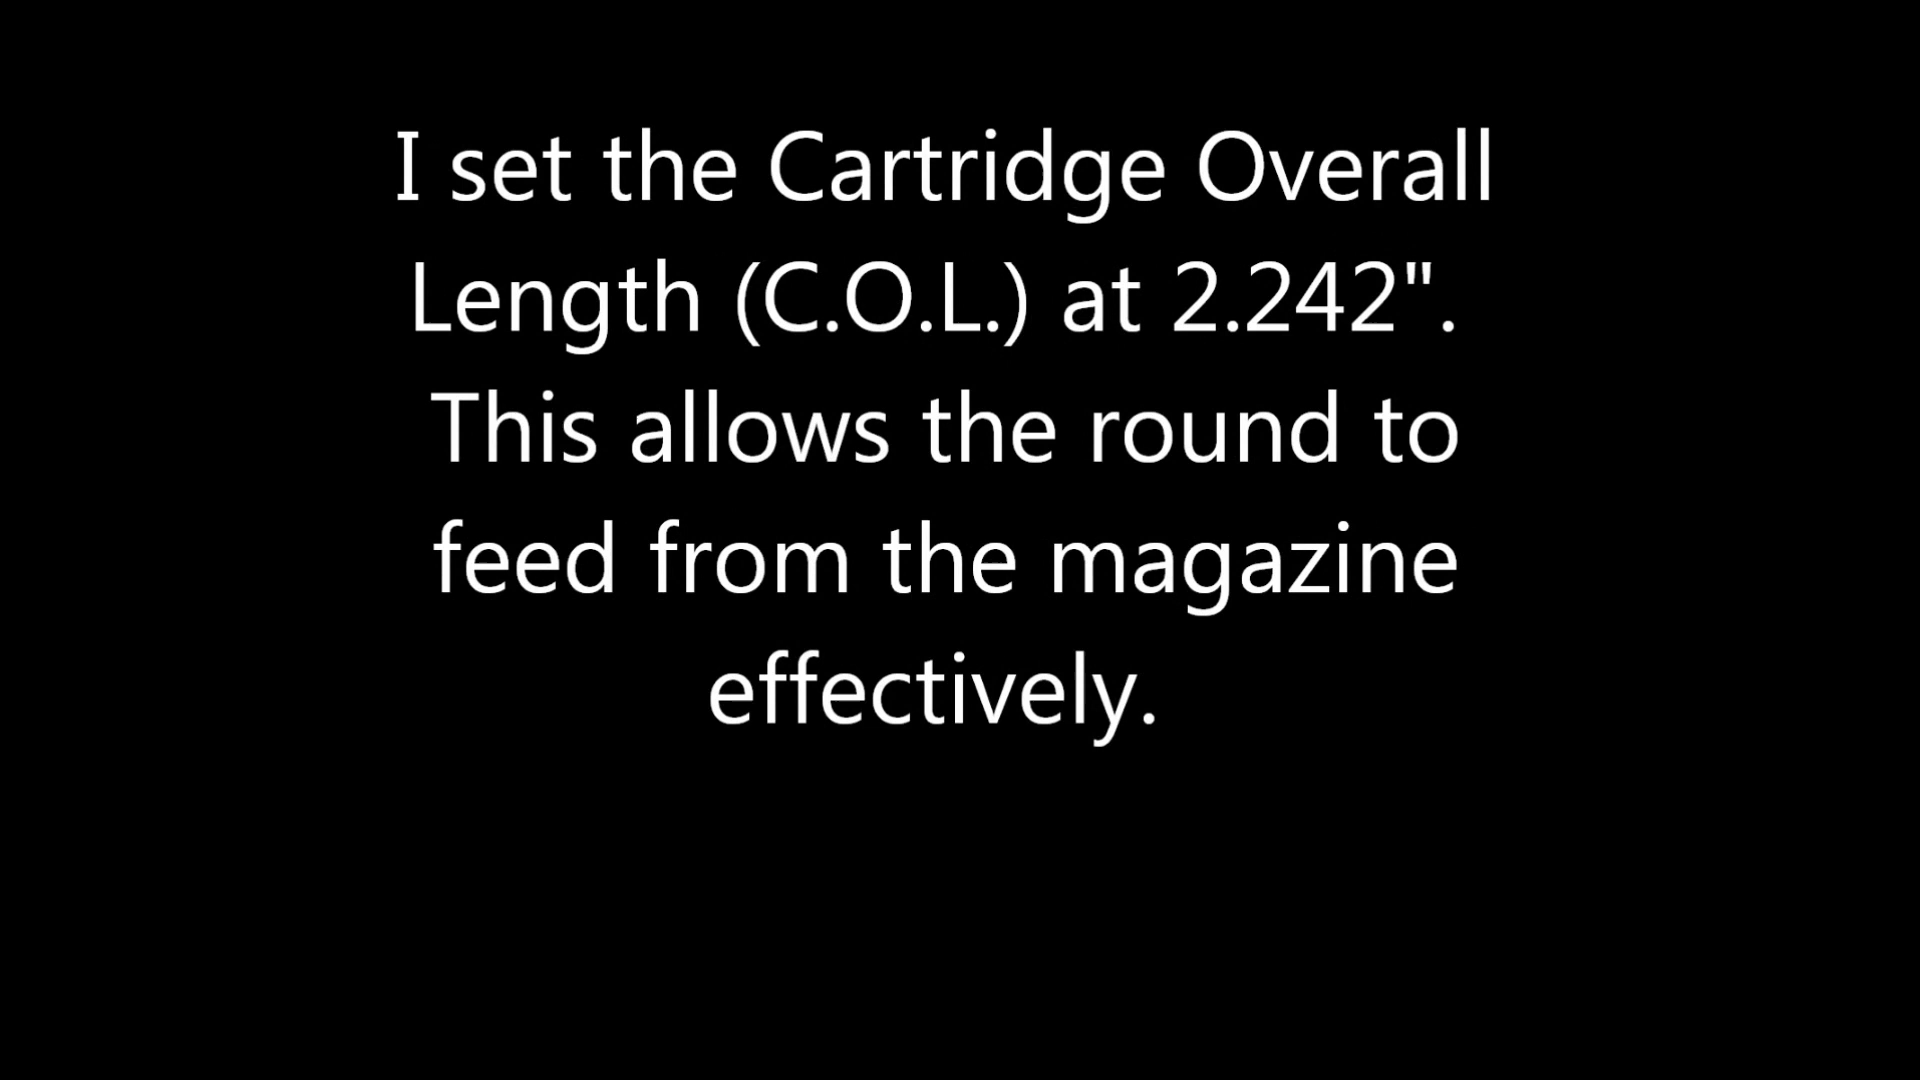 I set the Cartridge Overall
Length (C.O.L.) at 2.242".
This allows the round to
feed from the magazine
effectively.